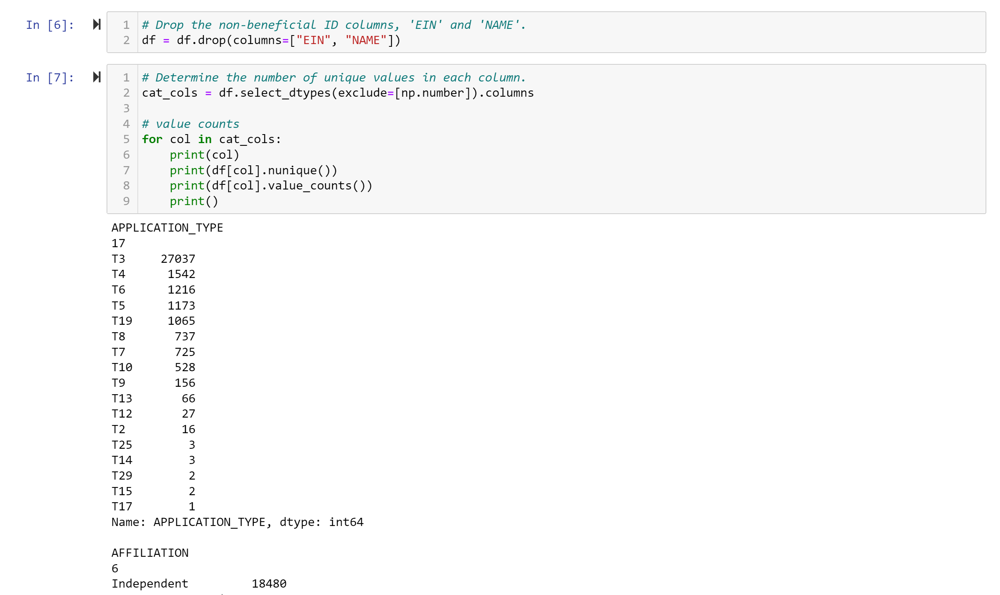 In [6]:
1 # Drop the non-beneficial ID columns, 'EIN' and 'NAME'.
2 df = df.drop(columns=["EIN", "NAME"])
In [7]:
1 # Determine the number of unique values in each column.
2 cat_cols = df.select_dtypes(exclude=[np.number]).columns
3
4 # value counts
5 for col in cat_cols:
6     print(col)
7     print(df[col].nunique())
8     print(df[col].value_counts())
9     print()
APPLICATION_TYPE
17
T3     27037
T4      1542
T6      1216
T5      1173
T19     1065
T8       737
T7       725
T10      528
T9       156
T13       66
T12       27
T2        16
T25        3
T14        3
T29        2
T15        2
T17        1
Name: APPLICATION_TYPE, dtype: int64
AFFILIATION
6
Independent         18480